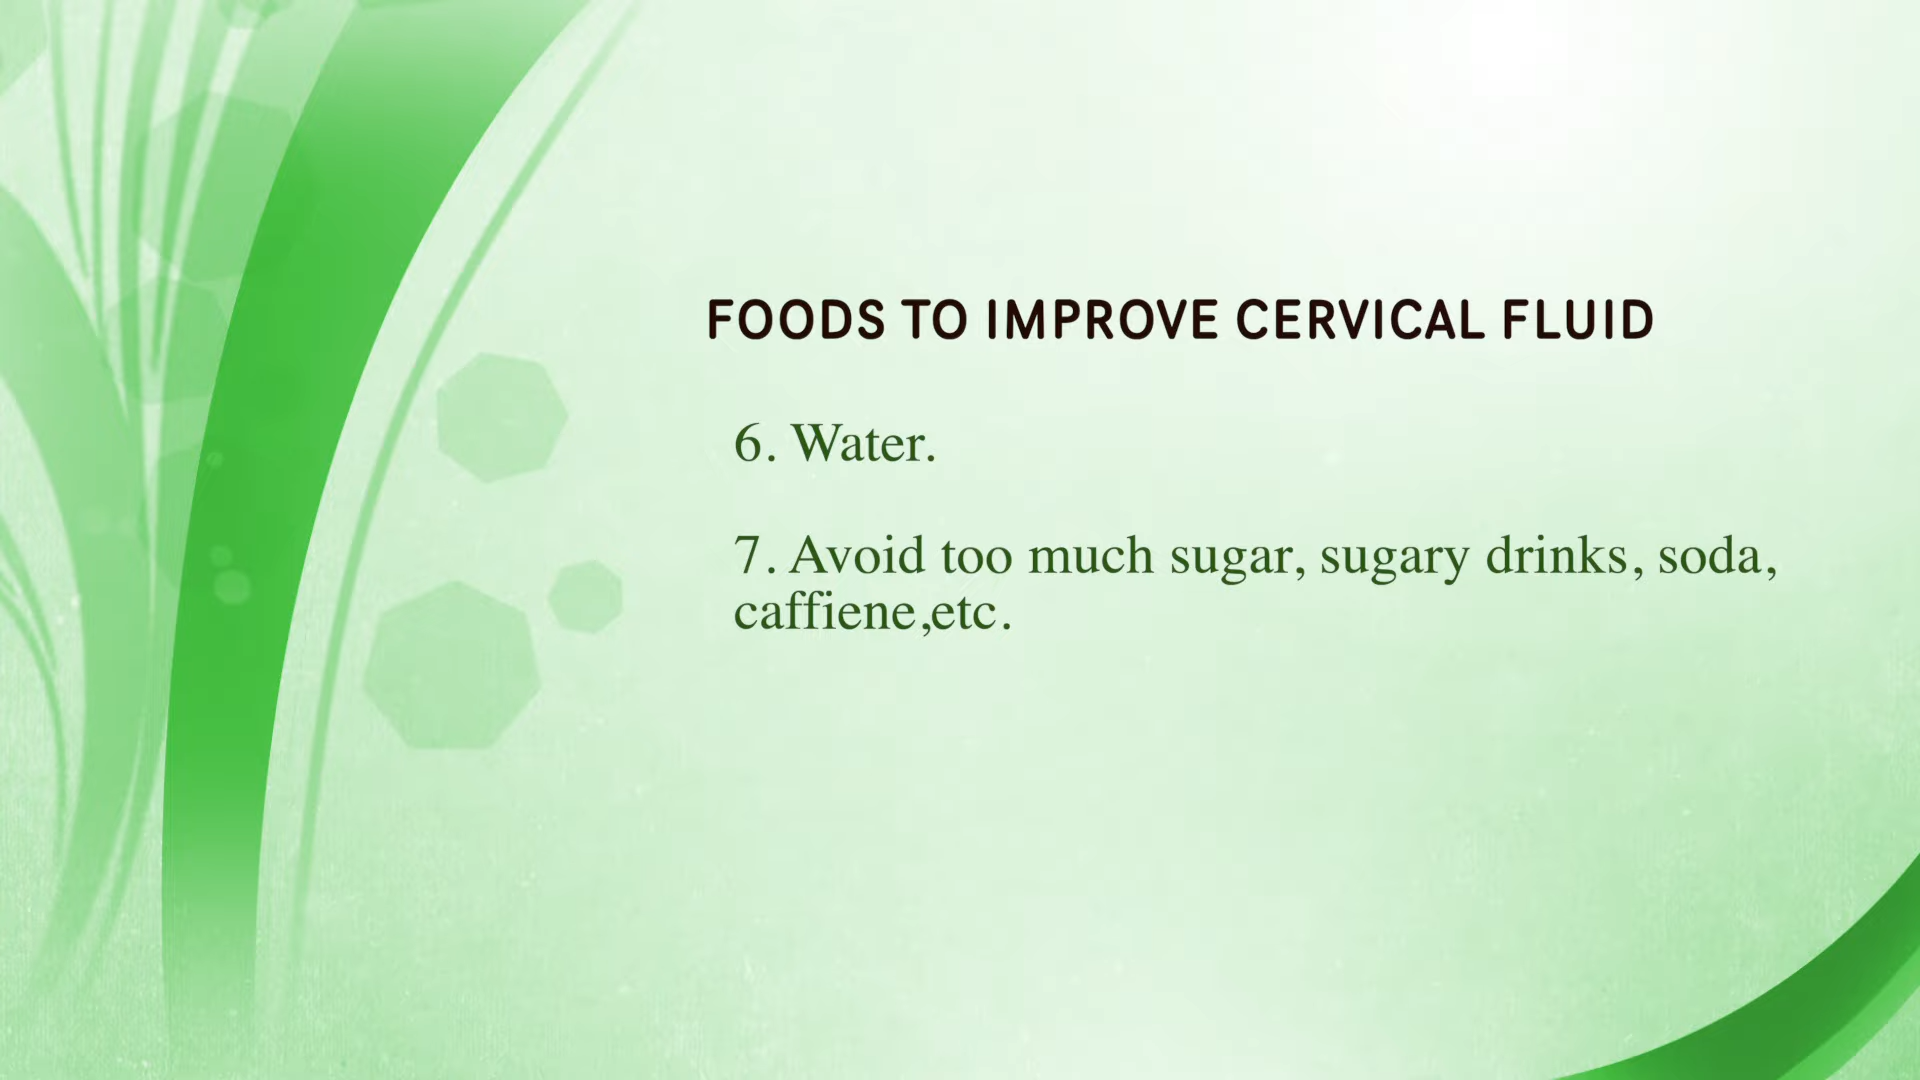 FOODS TO IMPROVE CERVICAL FLUID
6. Water.
7. Avoid too much sugar, sugary drinks, soda,
caffiene,etc.